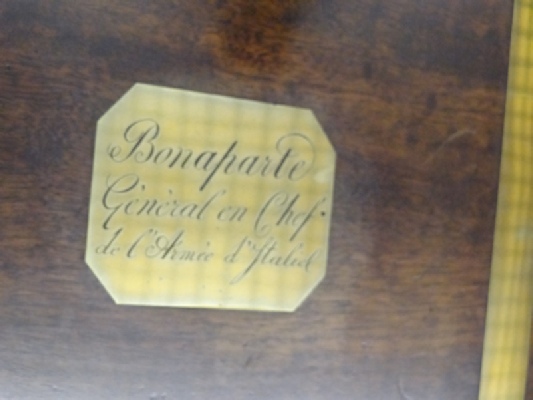 Bonaparte
Général en Chef
de l'Armée d'Italie